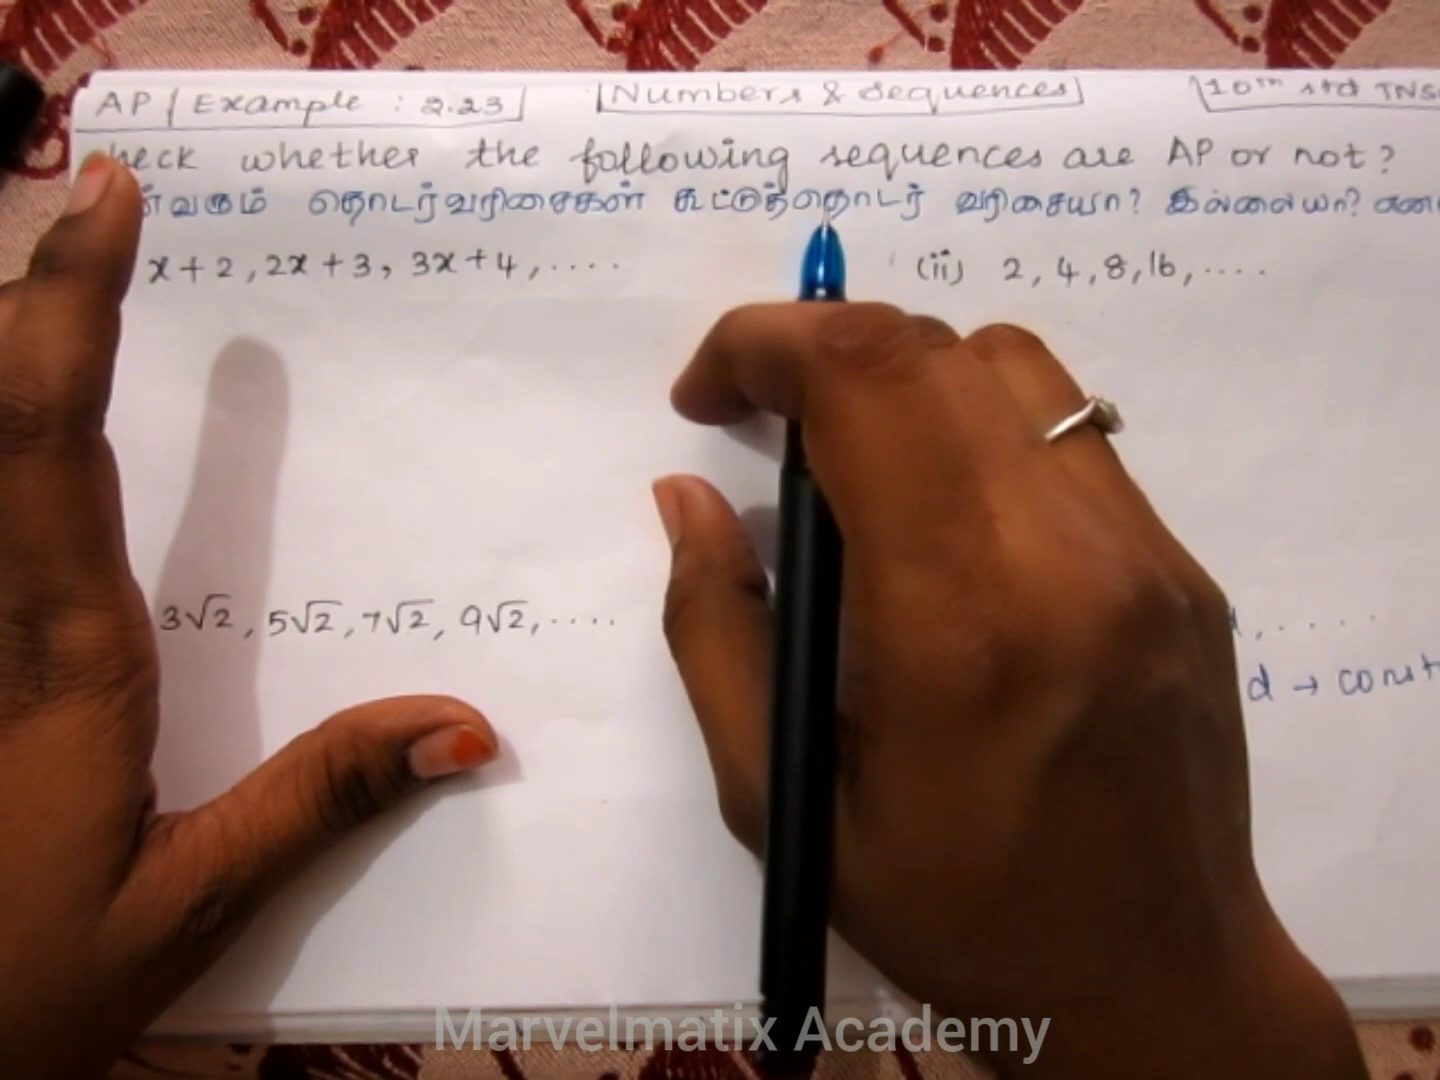 AP | Example : 2.23
Numbers & Sequences
10th std
heck whether the following sequences are AP or not?
தொடர்வரிசைகள் கூட்டுத்தொடர் வரிசையா? இல்லையா?
x + 2 , 2x + 3 , 3x + 4 , ....
(ii) 2 , 4 , 8 , 16 , ....
3√2 , 5√2 , 7√2 , 9√2 , ....
d →
Marvelmatix Academy